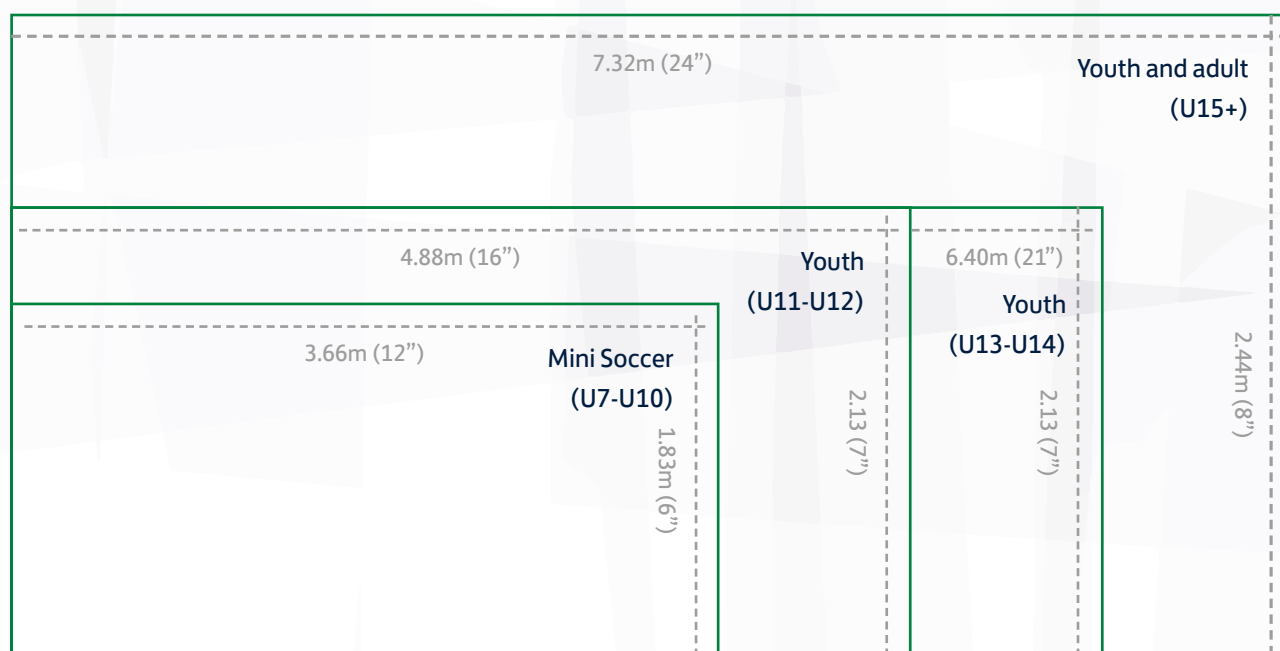 7.32m (24”)
Youth and adult
(U15+)
4.88m (16”)
Youth
(U11-U12)
6.40m (21”)
Youth
(U13-U14)
3.66m (12”)
Mini Soccer
(U7-U10)
1.83m (6”)
2.13 (7”)
2.13 (7”)
2.44m (8”)